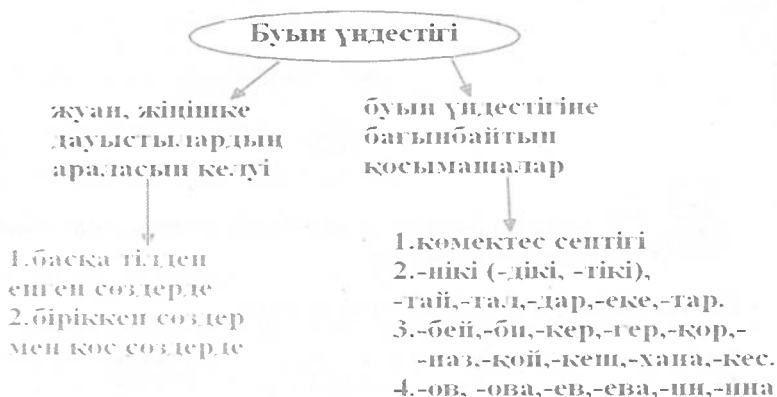 Буын үндестігі
жуан, жіңішке
дауыстылардың
араласып келуі
1.басқа тілден
енген сөздерде
2.біріккен сөздер
мен қос сөздерде
буын үндестігіне
бағынбайтын
қосымшалар
1.көмектес септігі
2.-нікі (-дікі, -тікі),
-тай,-тал,-дар,-еке,-тар.
3.-бей,-би,-кер,-гер,-қор,-
-паз,-қой,-кеш,-хана,-кес.
4.-ов, -ова,-ев,-ева,-ин,-ина